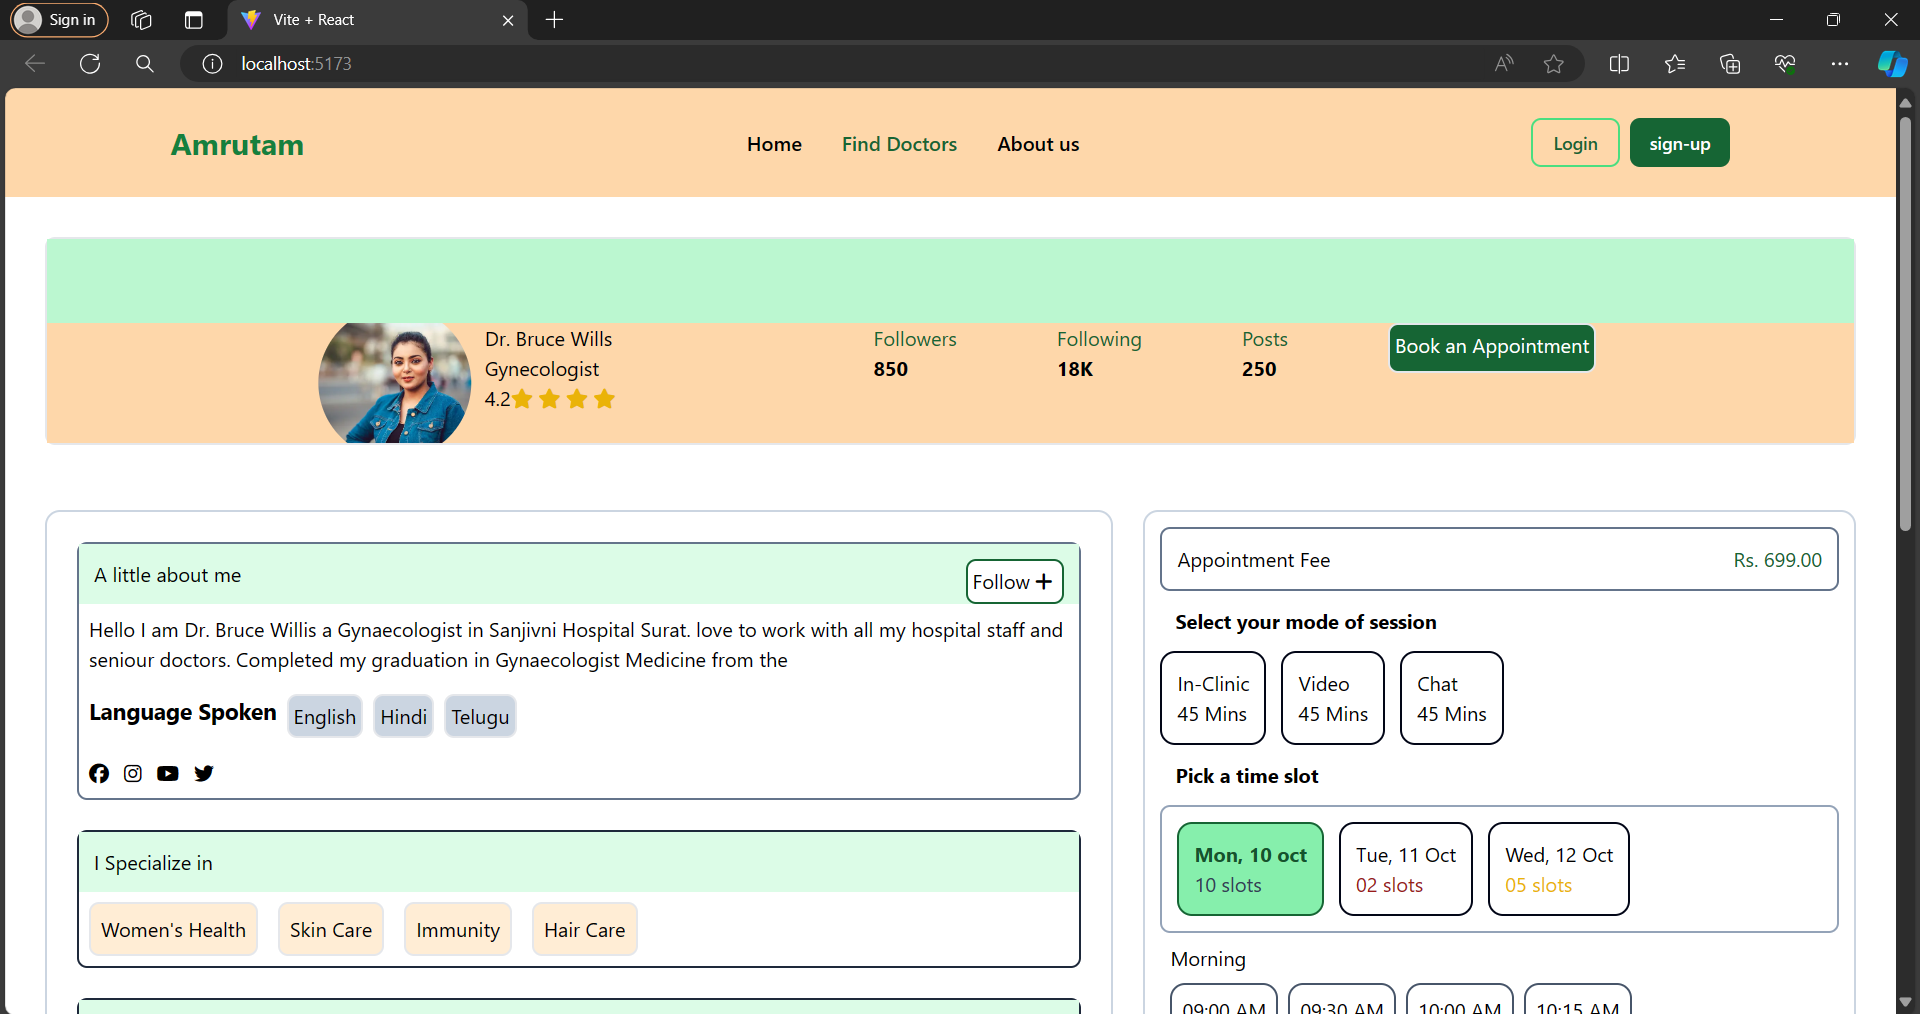 Sign in
Vite + React
localhost:5173
Amrutam
Home Find Doctors About us
Login sign-up
Dr. Bruce Wills
Gynecologist
4.2
Followers
850
Following
18K
Posts
250
Book an Appointment
A little about me
Follow +
Hello I am Dr. Bruce Willis a Gynaecologist in Sanjivni Hospital Surat. love to work with all my hospital staff and
seniour doctors. Completed my graduation in Gynaecologist Medicine from the
Language Spoken English Hindi Telugu
I Specialize in
Women's Health Skin Care Immunity Hair Care
Appointment Fee Rs. 699.00
Select your mode of session
In-Clinic
45 Mins
Video
45 Mins
Chat
45 Mins
Pick a time slot
Mon, 10 oct
10 slots
Tue, 11 Oct
02 slots
Wed, 12 Oct
05 slots
Morning
09:00 AM 09:30 AM 10:00 AM 10:15 AM